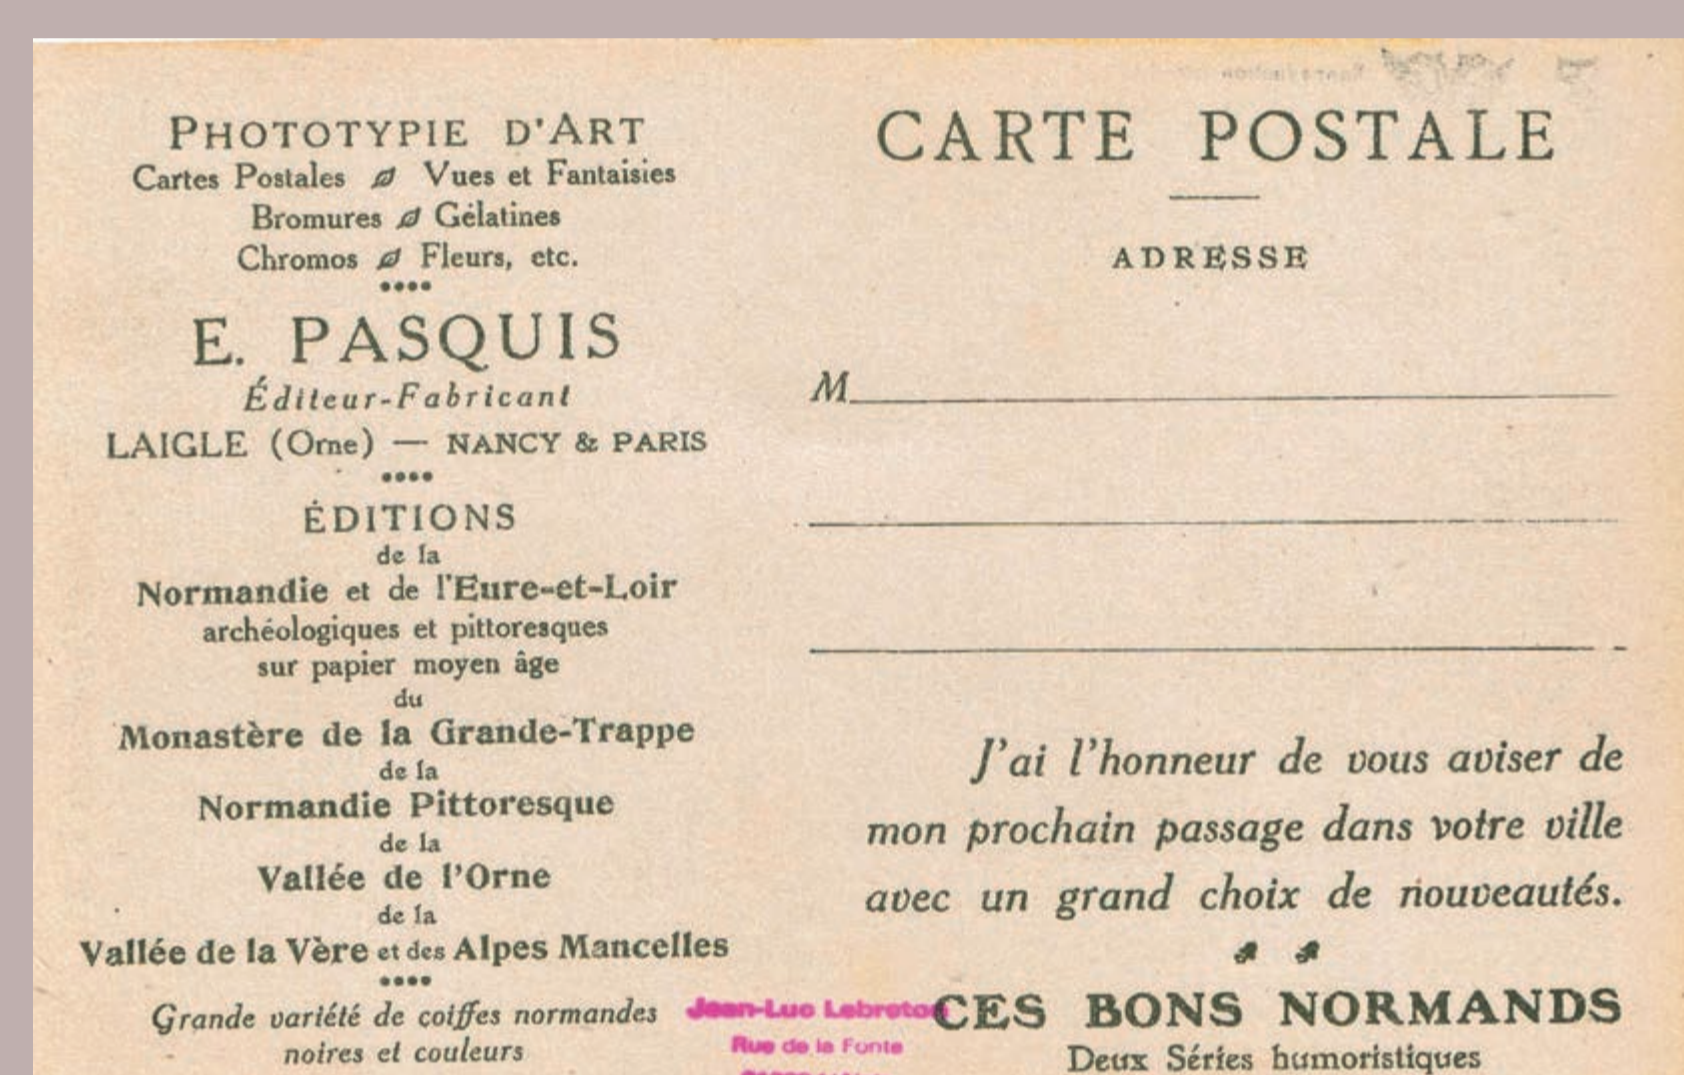 PHOTOTYPIE D'ART
Cartes Postales Vues et Fantaisies
Bromures Gélatines
Chromos Fleurs, etc.
E. PASQUIS
Éditeur-Fabricant
LAIGLE (Orne) — NANCY & PARIS
ÉDITIONS
de la
Normandie et de l'Eure-et-Loir
archéologiques et pittoresques
sur papier moyen âge
du
Monastère de la Grande-Trappe
de la
Normandie Pittoresque
de la
Vallée de l'Orne
de la
Vallée de la Vère et des Alpes Mancelles
Grande variété de coiffes normandes
noires et couleurs
Jean-Luc Lebreton
Rue de la Fonte
CARTE POSTALE
ADRESSE
M
J'ai l'honneur de vous aviser de
mon prochain passage dans votre ville
avec un grand choix de nouveautés.
CES BONS NORMANDS
Deux Séries humoristiques